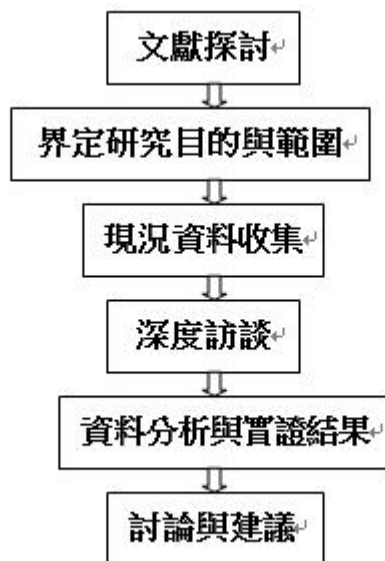 文獻探討
界定研究目的與範圍
現況資料收集
深度訪談
資料分析與實證結果
討論與建議